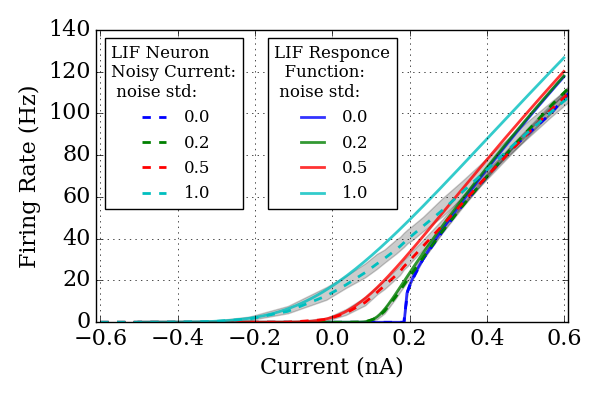 140
120
100
80
60
40
20
0
Firing Rate (Hz)
LIF Neuron
Noisy Current:
noise std:
0.0
0.2
0.5
1.0
LIF Responce
Function:
noise std:
0.0
0.2
0.5
1.0
−0.6 −0.4 −0.2 0.0 0.2 0.4 0.6
Current (nA)